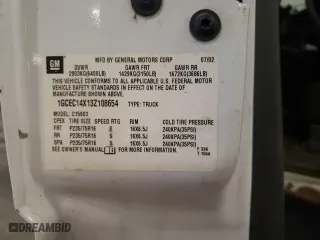 GM
MFD BY GENERAL MOTORS CORP 07/02
GVWR GAWR FRT GAWR RR
2903KG(6400LB) 1429KG(3150LB) 1672KG(3686LB)
THIS VEHICLE CONFORMS TO ALL APPLICABLE U.S. FEDERAL MOTOR
VEHICLE SAFETY STANDARDS IN EFFECT ON THE DATE OF
MANUFACTURE SHOWN ABOVE.
1GCEC14X13Z108654 TYPE: TRUCK
MODEL: C15903
TIRE SIZE SPEED RTG RIM COLD TIRE PRESSURE
FRT P235/75R16 S 16X6.5J 240KPA(35PSI)
RR P235/75R16 S 16X6.5J 240KPA(35PSI)
SPA P235/75R16 S 16X6.5J 240KPA(35PSI)
SEE OWNER'S MANUAL FOR MORE INFORMATION.
DREAMBID